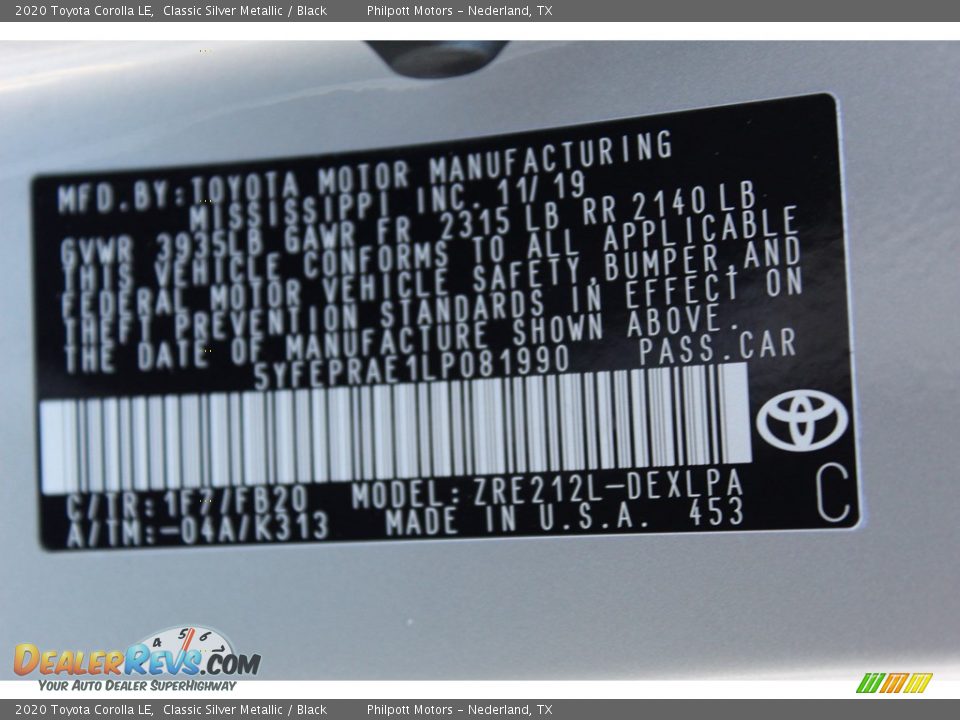 2020 Toyota Corolla LE, Classic Silver Metallic / Black Philpott Motors - Nederland, TX
MFD.BY:TOYOTA MOTOR MANUFACTURING
MISSISSIPPI INC. 11/19
GVWR 3935LB GAWR FR 2315 LB RR 2140 LB
THIS VEHICLE CONFORMS TO ALL APPLICABLE
FEDERAL MOTOR VEHICLE SAFETY,BUMPER,AND
THEFT PREVENTION STANDARDS IN EFFECT ON
THE DATE OF MANUFACTURE SHOWN ABOVE.
5YFEPRAE1LP081990 PASS.CAR
C/TR:1F7/FB20 MODEL:ZRE212L-DEXLPA
A/TM:-04A/K313 MADE IN U.S.A. 453
C
4 5 6 7
DEALERREVS.COM
YOUR AUTO DEALER SUPERHIGHWAY
2020 Toyota Corolla LE, Classic Silver Metallic / Black Philpott Motors - Nederland, TX